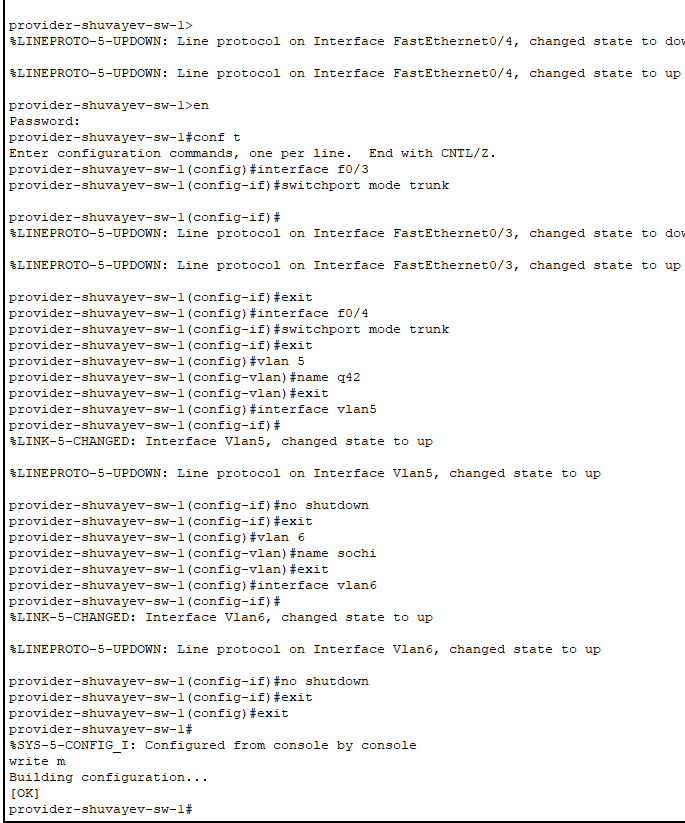 provider-shuvayev-sw-1>
%LINEPROTO-5-UPDOWN: Line protocol on Interface FastEthernet0/4, changed state to
%LINEPROTO-5-UPDOWN: Line protocol on Interface FastEthernet0/4, changed state to up
provider-shuvayev-sw-1>en
Password:
provider-shuvayev-sw-1#conf t
Enter configuration commands, one per line.  End with CNTL/Z.
provider-shuvayev-sw-1(config)#interface f0/3
provider-shuvayev-sw-1(config-if)#switchport mode trunk
provider-shuvayev-sw-1(config-if)#
%LINEPROTO-5-UPDOWN: Line protocol on Interface FastEthernet0/3, changed state to
%LINEPROTO-5-UPDOWN: Line protocol on Interface FastEthernet0/3, changed state to up
provider-shuvayev-sw-1(config-if)#exit
provider-shuvayev-sw-1(config)#interface f0/4
provider-shuvayev-sw-1(config-if)#switchport mode trunk
provider-shuvayev-sw-1(config-if)#exit
provider-shuvayev-sw-1(config)#vlan 5
provider-shuvayev-sw-1(config-vlan)#name q42
provider-shuvayev-sw-1(config-vlan)#exit
provider-shuvayev-sw-1(config)#interface vlan5
provider-shuvayev-sw-1(config-if)#
%LINK-5-CHANGED: Interface Vlan5, changed state to up
%LINEPROTO-5-UPDOWN: Line protocol on Interface Vlan5, changed state to up
provider-shuvayev-sw-1(config-if)#no shutdown
provider-shuvayev-sw-1(config-if)#exit
provider-shuvayev-sw-1(config)#vlan 6
provider-shuvayev-sw-1(config-vlan)#name sochi
provider-shuvayev-sw-1(config-vlan)#exit
provider-shuvayev-sw-1(config)#interface vlan6
provider-shuvayev-sw-1(config-if)#
%LINK-5-CHANGED: Interface Vlan6, changed state to up
%LINEPROTO-5-UPDOWN: Line protocol on Interface Vlan6, changed state to up
provider-shuvayev-sw-1(config-if)#no shutdown
provider-shuvayev-sw-1(config-if)#exit
provider-shuvayev-sw-1(config)#exit
provider-shuvayev-sw-1#
%SYS-5-CONFIG_I: Configured from console by console
write m
Building configuration...
[OK]
provider-shuvayev-sw-1#